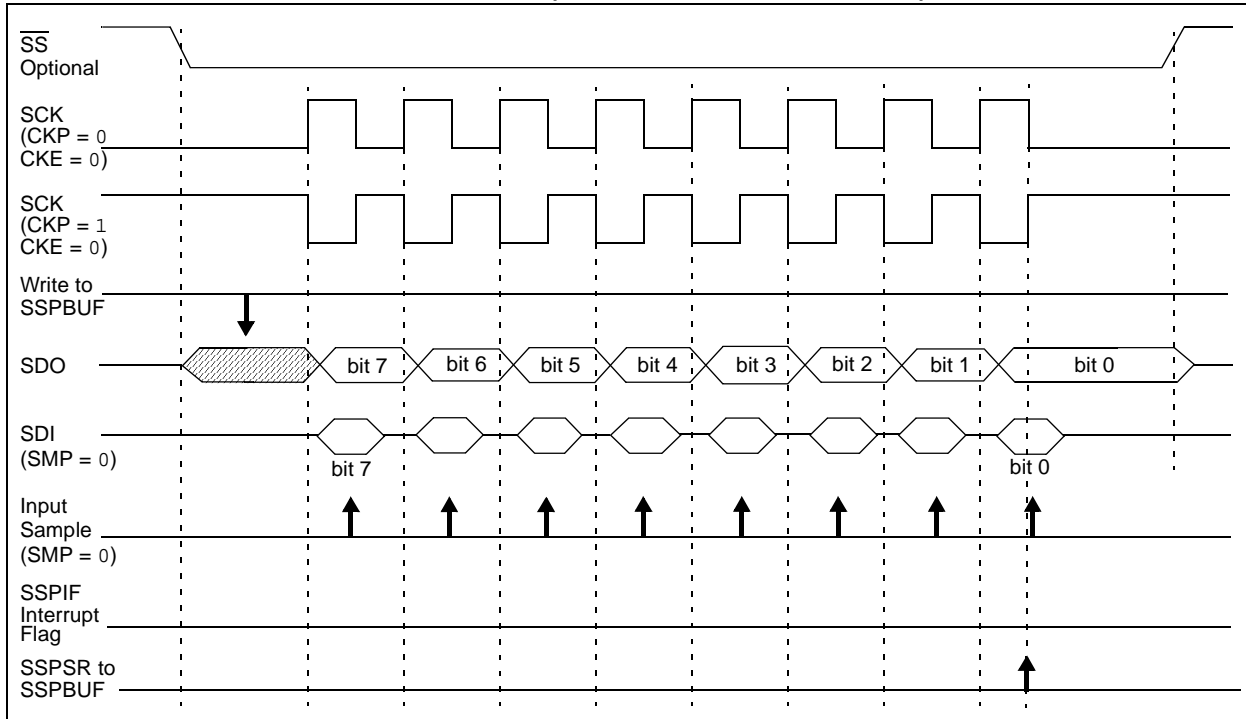 SS
Optional
SCK
(CKP = 0
CKE = 0)
SCK
(CKP = 1
CKE = 0)
Write to
SSPBUF
SDO
bit 7
bit 6
bit 5
bit 4
bit 3
bit 2
bit 1
bit 0
SDI
(SMP = 0)
bit 7
bit 0
Input
Sample
(SMP = 0)
SSPIF
Interrupt
Flag
SSPSR to
SSPBUF